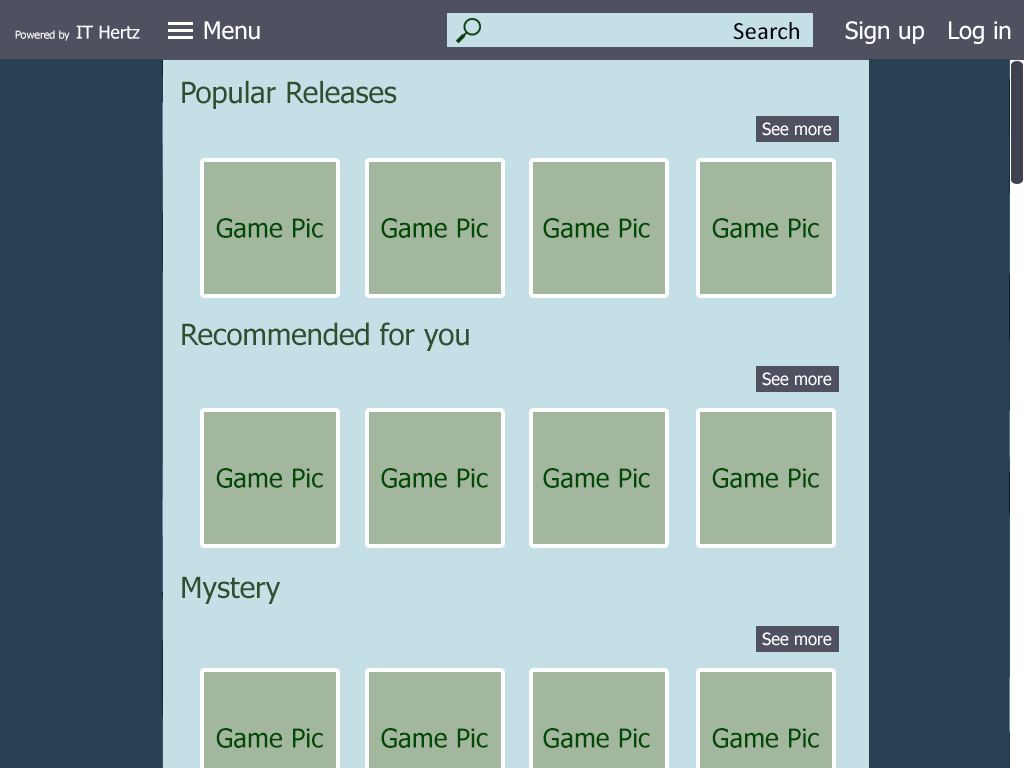 Powered by IT Hertz Menu Search Sign up Log in
Popular Releases
See more
Game Pic Game Pic Game Pic Game Pic
Recommended for you
See more
Game Pic Game Pic Game Pic Game Pic
Mystery
See more
Game Pic Game Pic Game Pic Game Pic